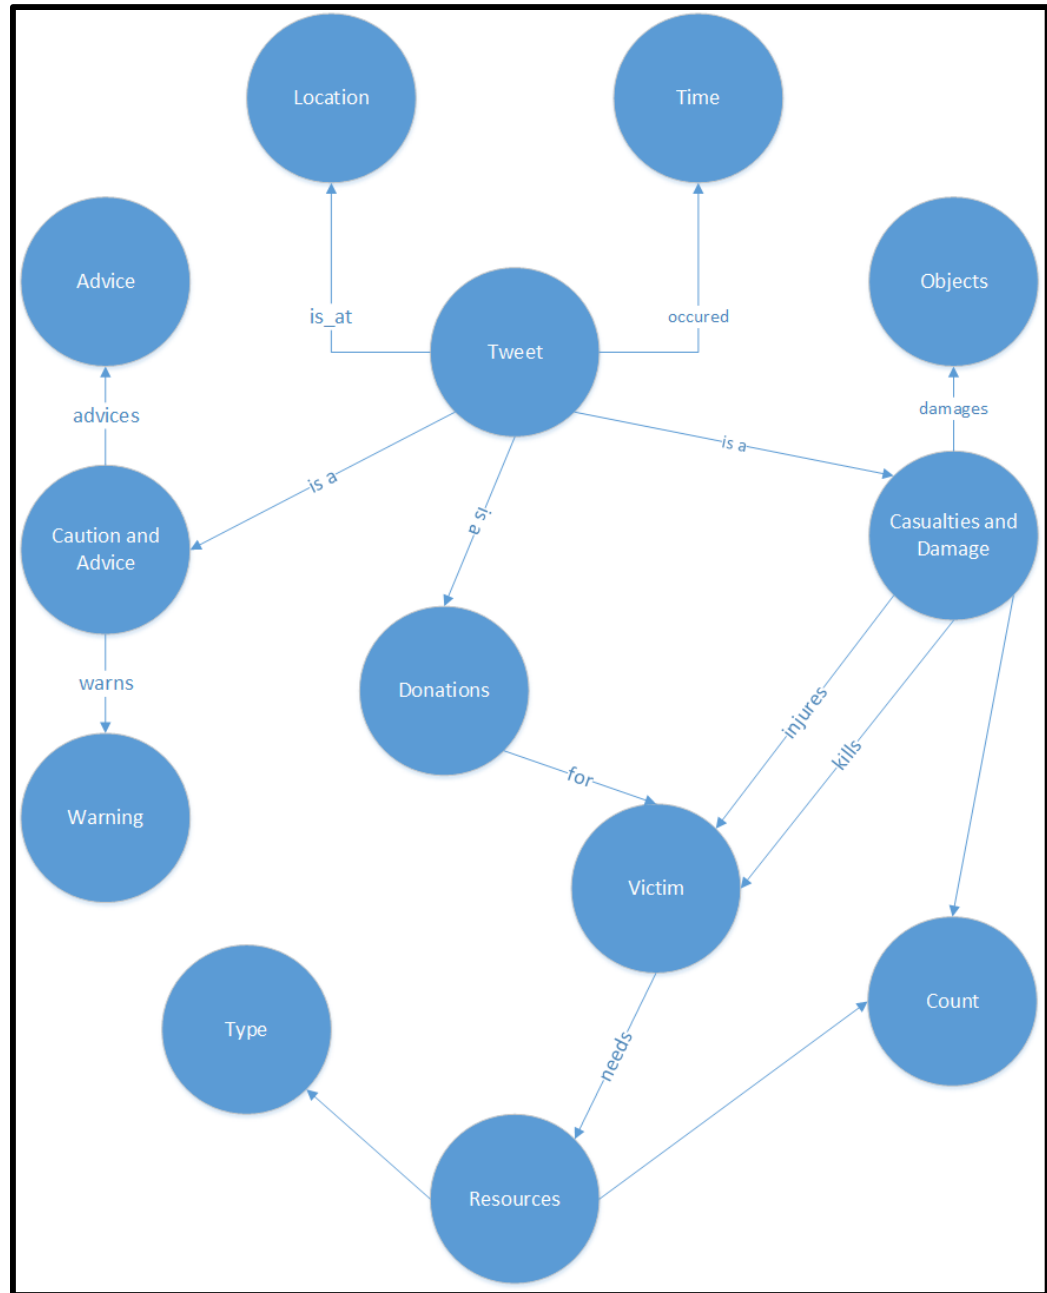 Location
Time
Advice
Objects
is_at
occured
Tweet
advices
damages
is a
is a
is a
Caution and
Advice
Casualties and
Damage
warns
Donations
injures
kills
for
Warning
Victim
Count
Type
needs
Resources